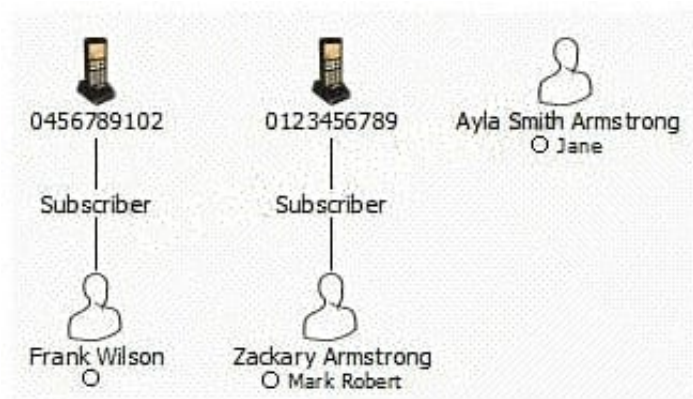 0456789102
0123456789
Ayla Smith Armstrong
Jane
Subscriber
Subscriber
Frank Wilson
Zackary Armstrong
Mark Robert